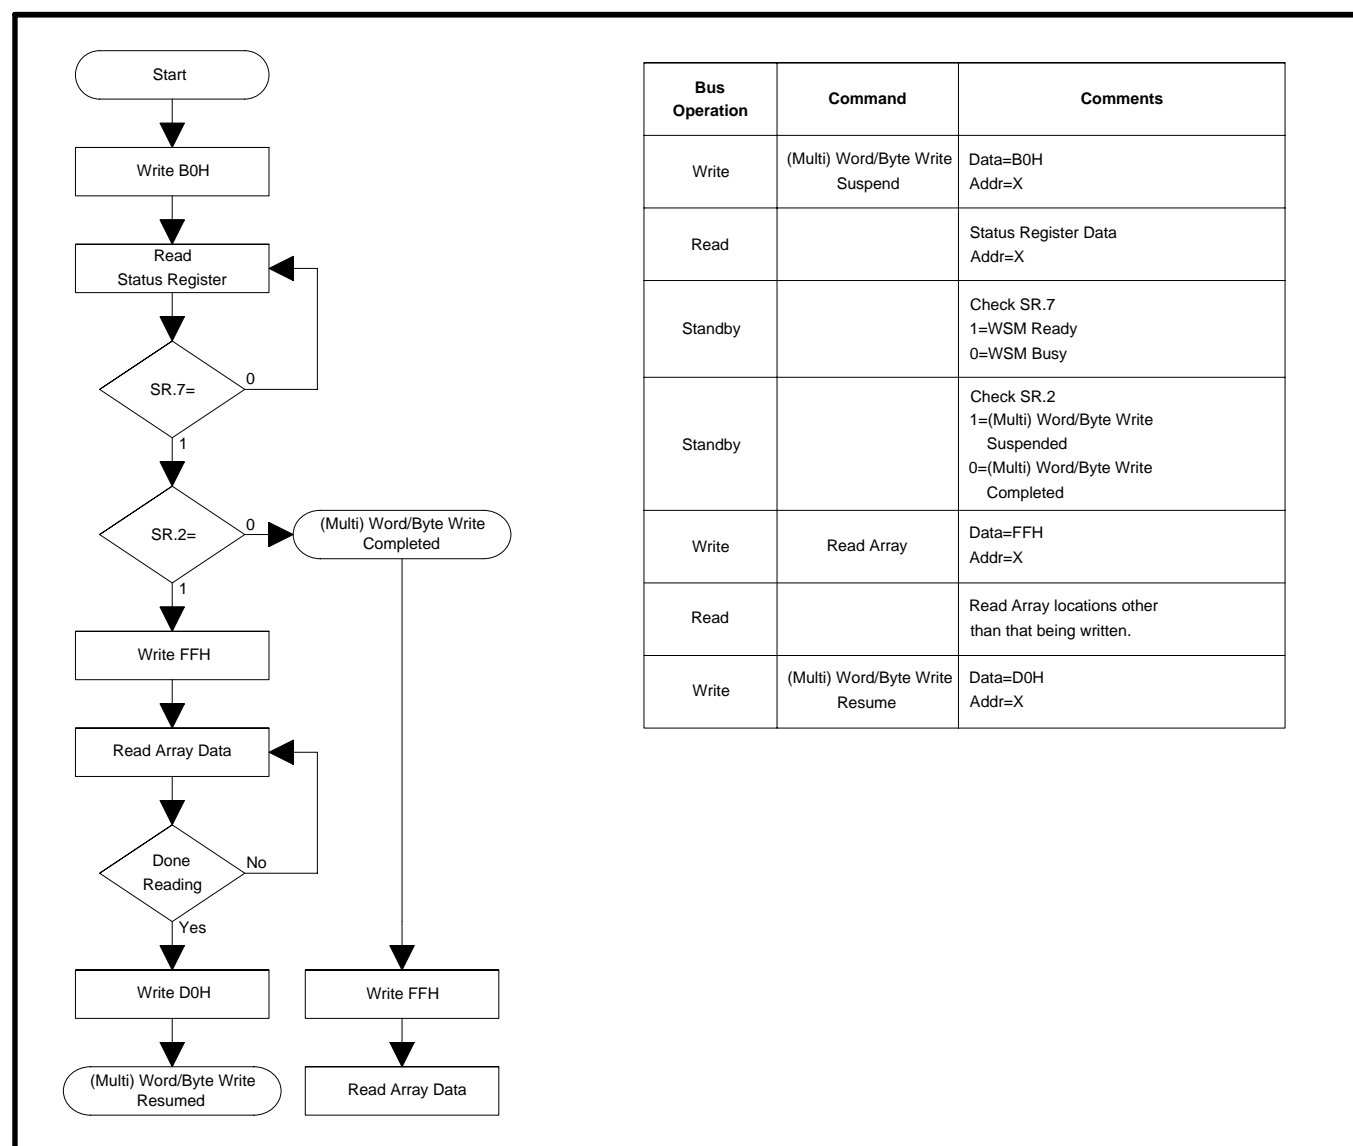 Start
Write B0H
Read
Status Register
SR.7=
0
1
SR.2=
0
(Multi) Word/Byte Write
Completed
1
Write FFH
Read Array Data
Done
Reading
No
Yes
Write D0H
(Multi) Word/Byte Write
Resumed
Write FFH
Read Array Data
Bus
Operation
Command
Comments
Write
(Multi) Word/Byte Write
Suspend
Data=B0H
Addr=X
Read
Status Register Data
Addr=X
Standby
Check SR.7
1=WSM Ready
0=WSM Busy
Standby
Check SR.2
1=(Multi) Word/Byte Write
Suspended
0=(Multi) Word/Byte Write
Completed
Write
Read Array
Data=FFH
Addr=X
Read
Read Array locations other
than that being written.
Write
(Multi) Word/Byte Write
Resume
Data=D0H
Addr=X